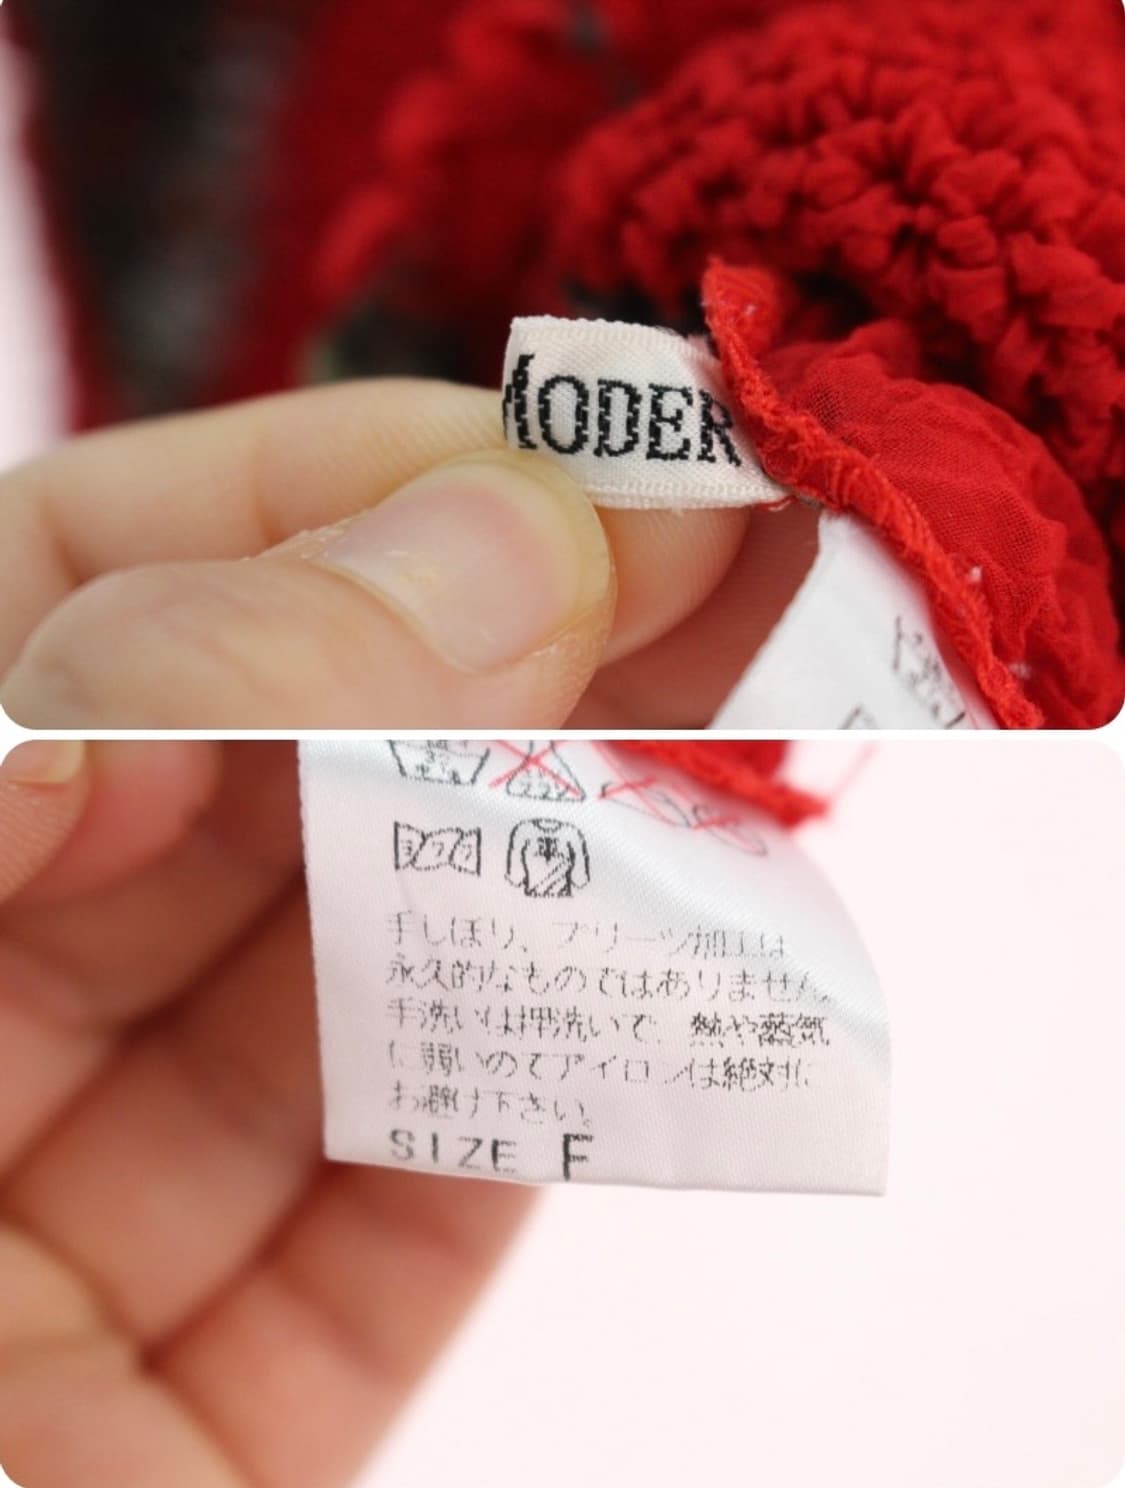 MODER
手しぼり、プリーツ加工は
永久的なものではありません。
手洗いは押洗いで、熱や蒸気
に弱いのでアイロンは絶対に
お避け下さい。
SIZE F